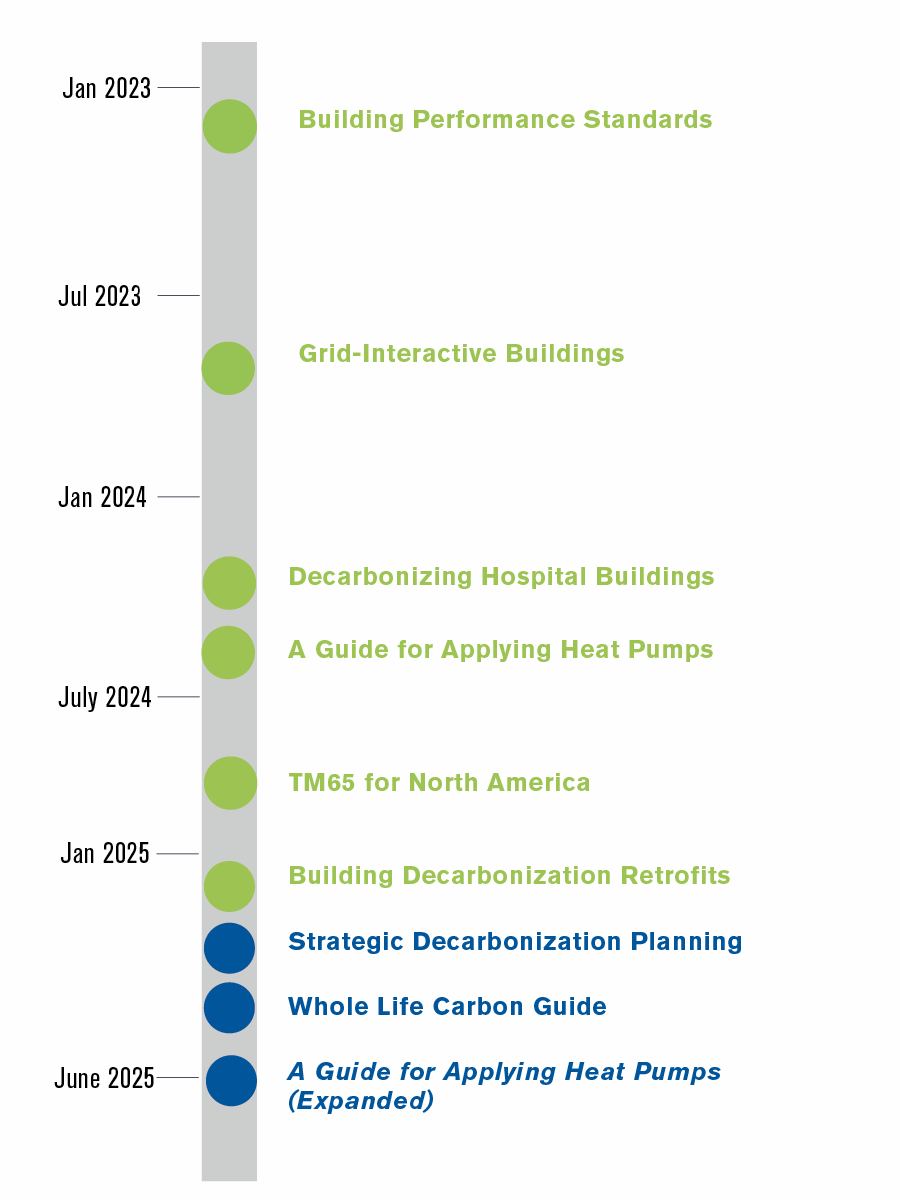 Jan 2023
Building Performance Standards
Jul 2023
Grid-Interactive Buildings
Jan 2024
Decarbonizing Hospital Buildings
A Guide for Applying Heat Pumps
July 2024
TM65 for North America
Jan 2025
Building Decarbonization Retrofits
Strategic Decarbonization Planning
Whole Life Carbon Guide
June 2025
A Guide for Applying Heat Pumps
(Expanded)